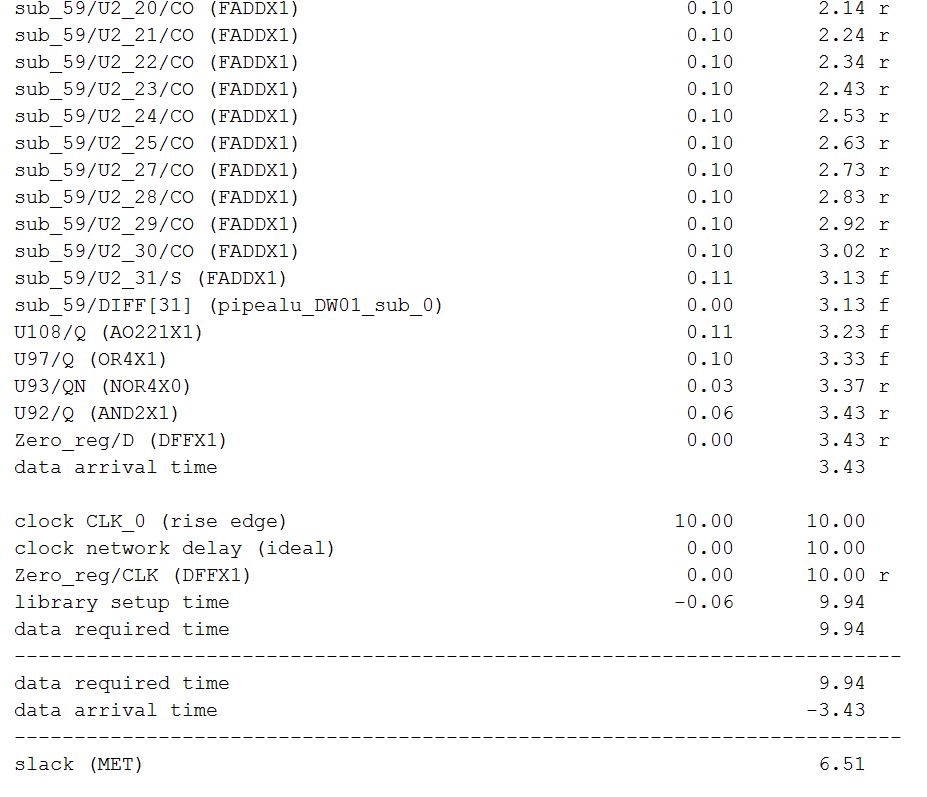 sub_59/U2_20/CO (FADDX1) 0.10 2.14 r
sub_59/U2_21/CO (FADDX1) 0.10 2.24 r
sub_59/U2_22/CO (FADDX1) 0.10 2.34 r
sub_59/U2_23/CO (FADDX1) 0.10 2.43 r
sub_59/U2_24/CO (FADDX1) 0.10 2.53 r
sub_59/U2_25/CO (FADDX1) 0.10 2.63 r
sub_59/U2_27/CO (FADDX1) 0.10 2.73 r
sub_59/U2_28/CO (FADDX1) 0.10 2.83 r
sub_59/U2_29/CO (FADDX1) 0.10 2.92 r
sub_59/U2_30/CO (FADDX1) 0.10 3.02 r
sub_59/U2_31/S (FADDX1) 0.11 3.13 f
sub_59/DIFF[31] (pipealu_DW01_sub_0) 0.00 3.13 f
U108/Q (AO221X1) 0.11 3.23 f
U97/Q (OR4X1) 0.10 3.33 f
U93/QN (NOR4X0) 0.03 3.37 r
U92/Q (AND2X1) 0.06 3.43 r
Zero_reg/D (DFFX1) 0.00 3.43 r
data arrival time 3.43
clock CLK_0 (rise edge) 10.00 10.00
clock network delay (ideal) 0.00 10.00
Zero_reg/CLK (DFFX1) 0.00 10.00 r
library setup time -0.06 9.94
data required time 9.94
--------------------------------------------------------------------------
data required time 9.94
data arrival time -3.43
--------------------------------------------------------------------------
slack (MET) 6.51